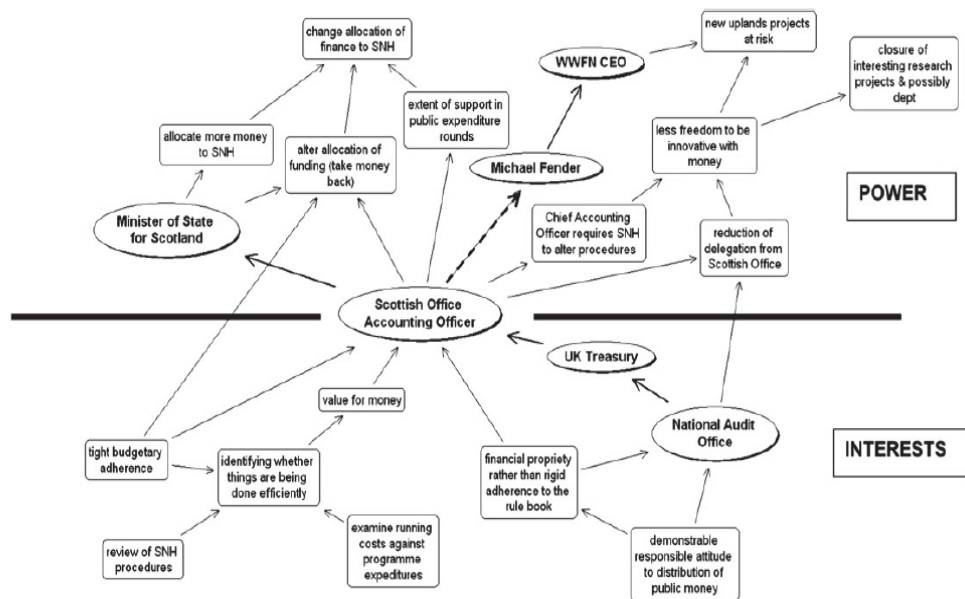 change allocation of
finance to SNH
new uplands projects
at risk
WWFN CEO
closure of
interesting research
projects & possibly
dept
extent of support in
public expenditure
rounds
allocate more money
to SNH
alter allocation of
funding (take money
back)
less freedom to be
innovative with
money
Michael Fender
POWER
Minister of State
for Scotland
Chief Accounting
Officer requires SNH
to alter procedures
reduction of
delegation from
Scottish Office
Scottish Office
Accounting Officer
UK Treasury
value for money
National Audit
Office
INTERESTS
tight budgetary
adherence
identifying whether
things are being
done efficiently
financial propriety
rather than rigid
adherence to the
rule book
review of SNH
procedures
examine running
costs against
programme
expeditures
demonstrable
responsible attitude
to distribution of
public money